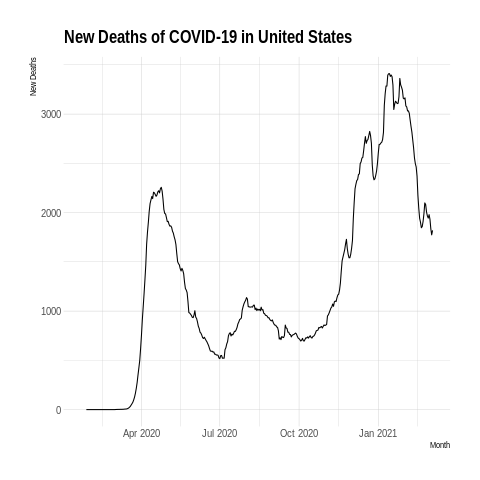 New Deaths of COVID-19 in United States
New Deaths
3000
2000
1000
0
Apr 2020 Jul 2020 Oct 2020 Jan 2021
Month